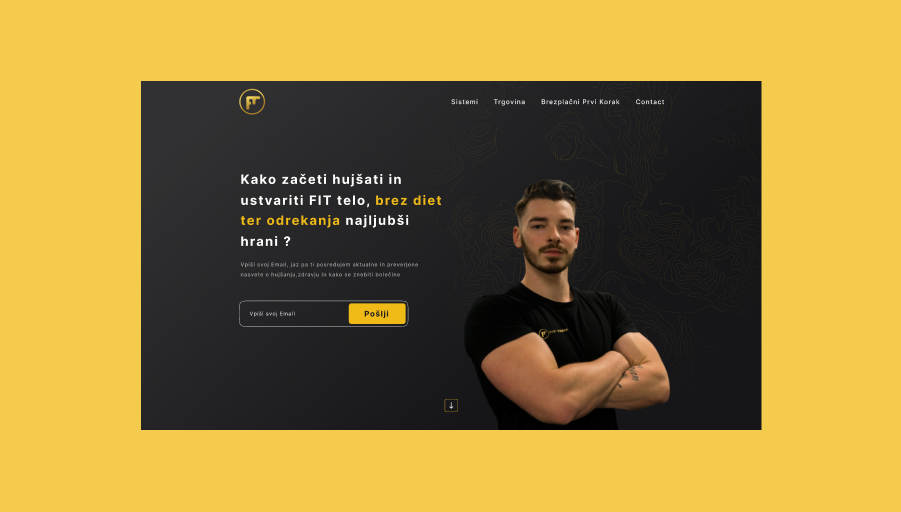 FT
Sistemi Trgovina Brezplačni Prvi Korak Contact
Kako začeti hujšati in
ustvariti FIT telo, brez diet
ter odrekanja najljubši
hrani ?
Vpiši svoj Email, jaz pa ti posredujem aktualne in preverjene
nasvete o hujšanju,zdravju in kako se znebiti bolečine
Vpiši svoj Email
Pošlji